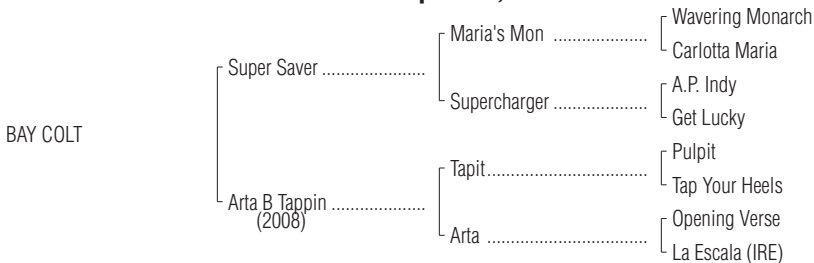 Wavering Monarch
Maria's Mon ....................
Carlotta Maria
Super Saver ......................
A.P. Indy
Supercharger ....................
Get Lucky
BAY COLT
Pulpit
Tapit..................................
Tap Your Heels
Arta B Tappin ....................
(2008)
Opening Verse
Arta ..................................
La Escala (IRE)